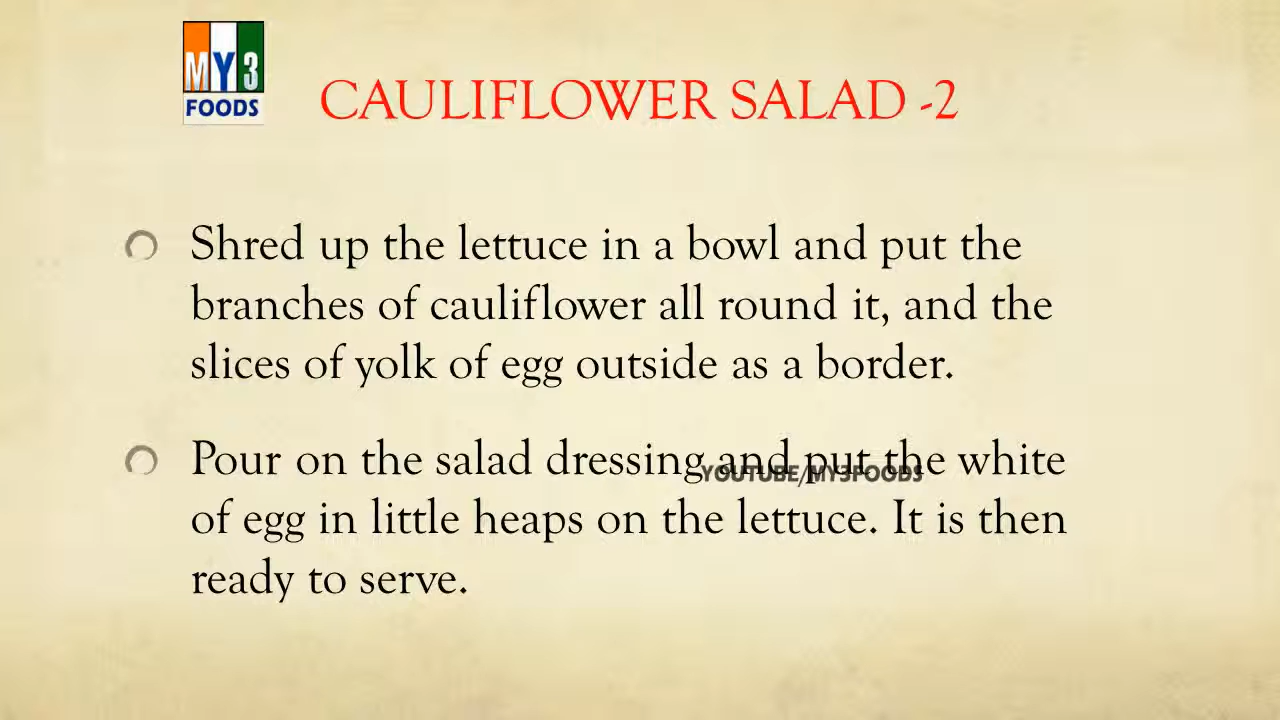 MY3
FOODS
CAULIFLOWER SALAD -2
Shred up the lettuce in a bowl and put the
branches of cauliflower all round it, and the
slices of yolk of egg outside as a border.
Pour on the salad dressing and put the white
YOUTUBE/MY3FOODS
of egg in little heaps on the lettuce. It is then
ready to serve.